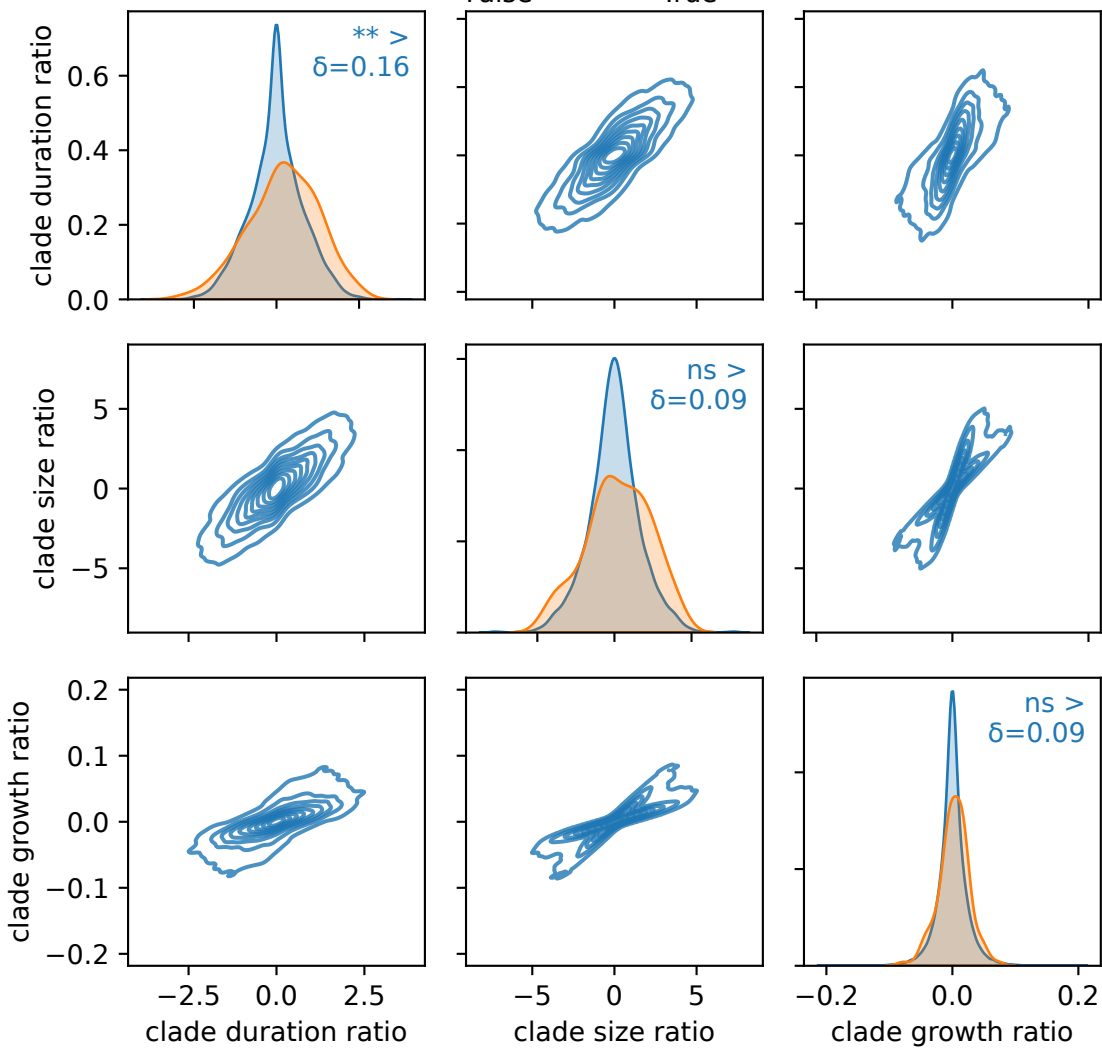 clade duration ratio
0.6
0.4
0.2
0.0
** >
δ=0.16
clade size ratio
5
0
−5
ns >
δ=0.09
clade growth ratio
0.2
0.1
0.0
−0.1
−0.2
ns >
δ=0.09
−2.5 0.0 2.5
−5 0 5
−0.2 0.0 0.2
clade duration ratio
clade size ratio
clade growth ratio